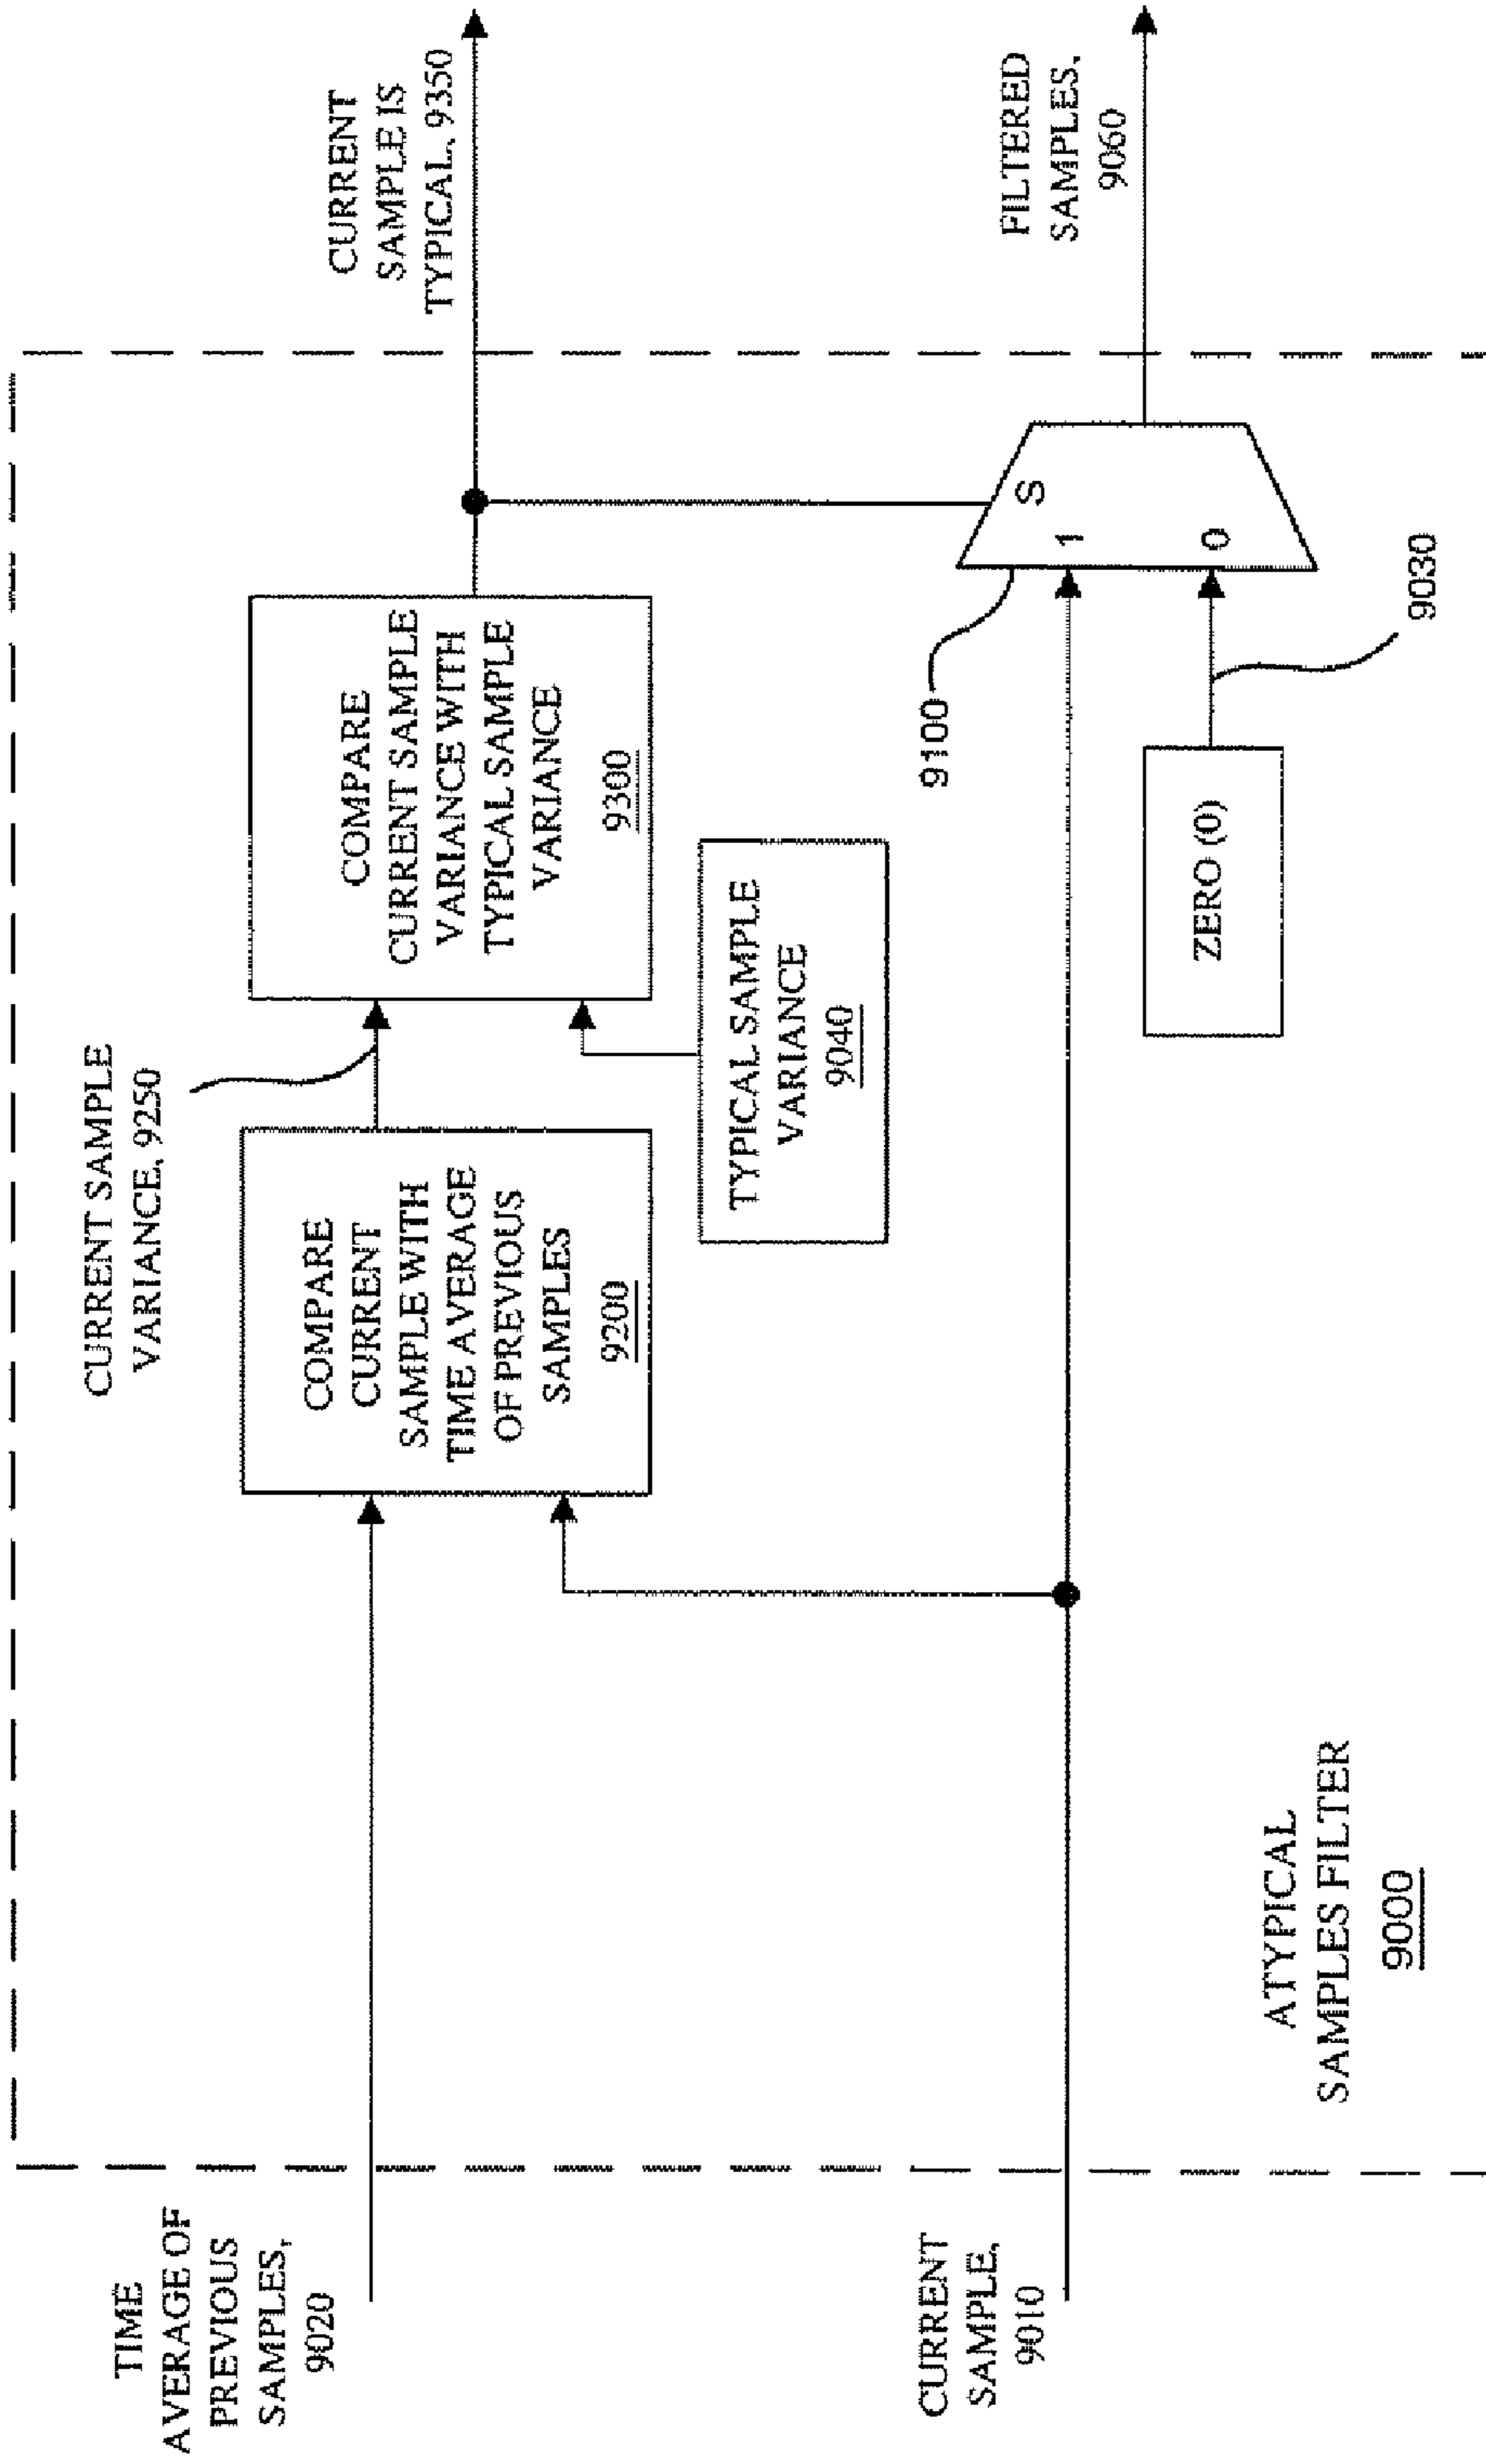 TIME
AVERAGE OF
PREVIOUS
SAMPLES,
9020
CURRENT SAMPLE
VARIANCE, 9250
COMPARE
CURRENT
SAMPLE WITH
TIME AVERAGE
OF PREVIOUS
SAMPLES
9200
COMPARE
CURRENT SAMPLE
VARIANCE WITH
TYPICAL SAMPLE
VARIANCE
9300
CURRENT
SAMPLE IS
TYPICAL, 9350
TYPICAL SAMPLE
VARIANCE
9040
CURRENT
SAMPLE,
9010
9100
S
1
0
FILTERED
SAMPLES,
9060
ZERO (0)
9030
ATYPICAL
SAMPLES FILTER
9000